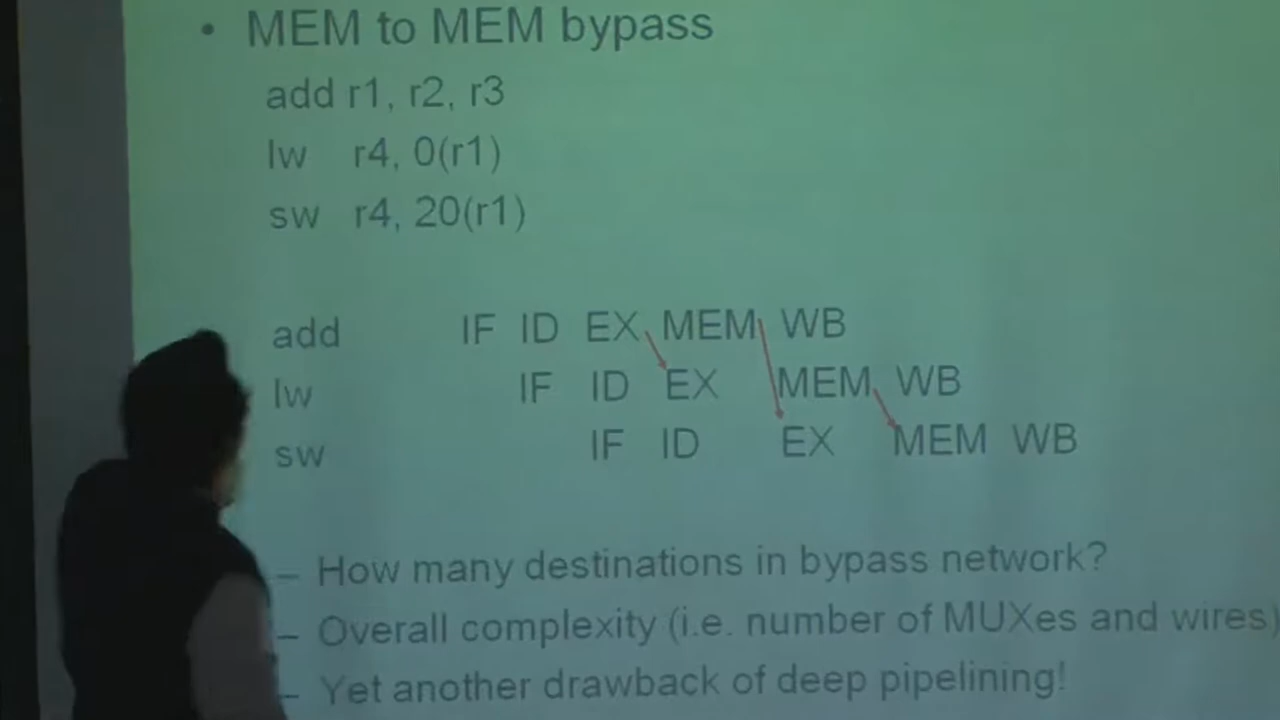 • MEM to MEM bypass
add r1, r2, r3
lw r4, 0(r1)
sw r4, 20(r1)
add IF ID EX MEM WB
lw IF ID EX MEM WB
sw IF ID EX MEM WB
– How many destinations in bypass network?
– Overall complexity (i.e. number of MUXes and wires)
– Yet another drawback of deep pipelining!